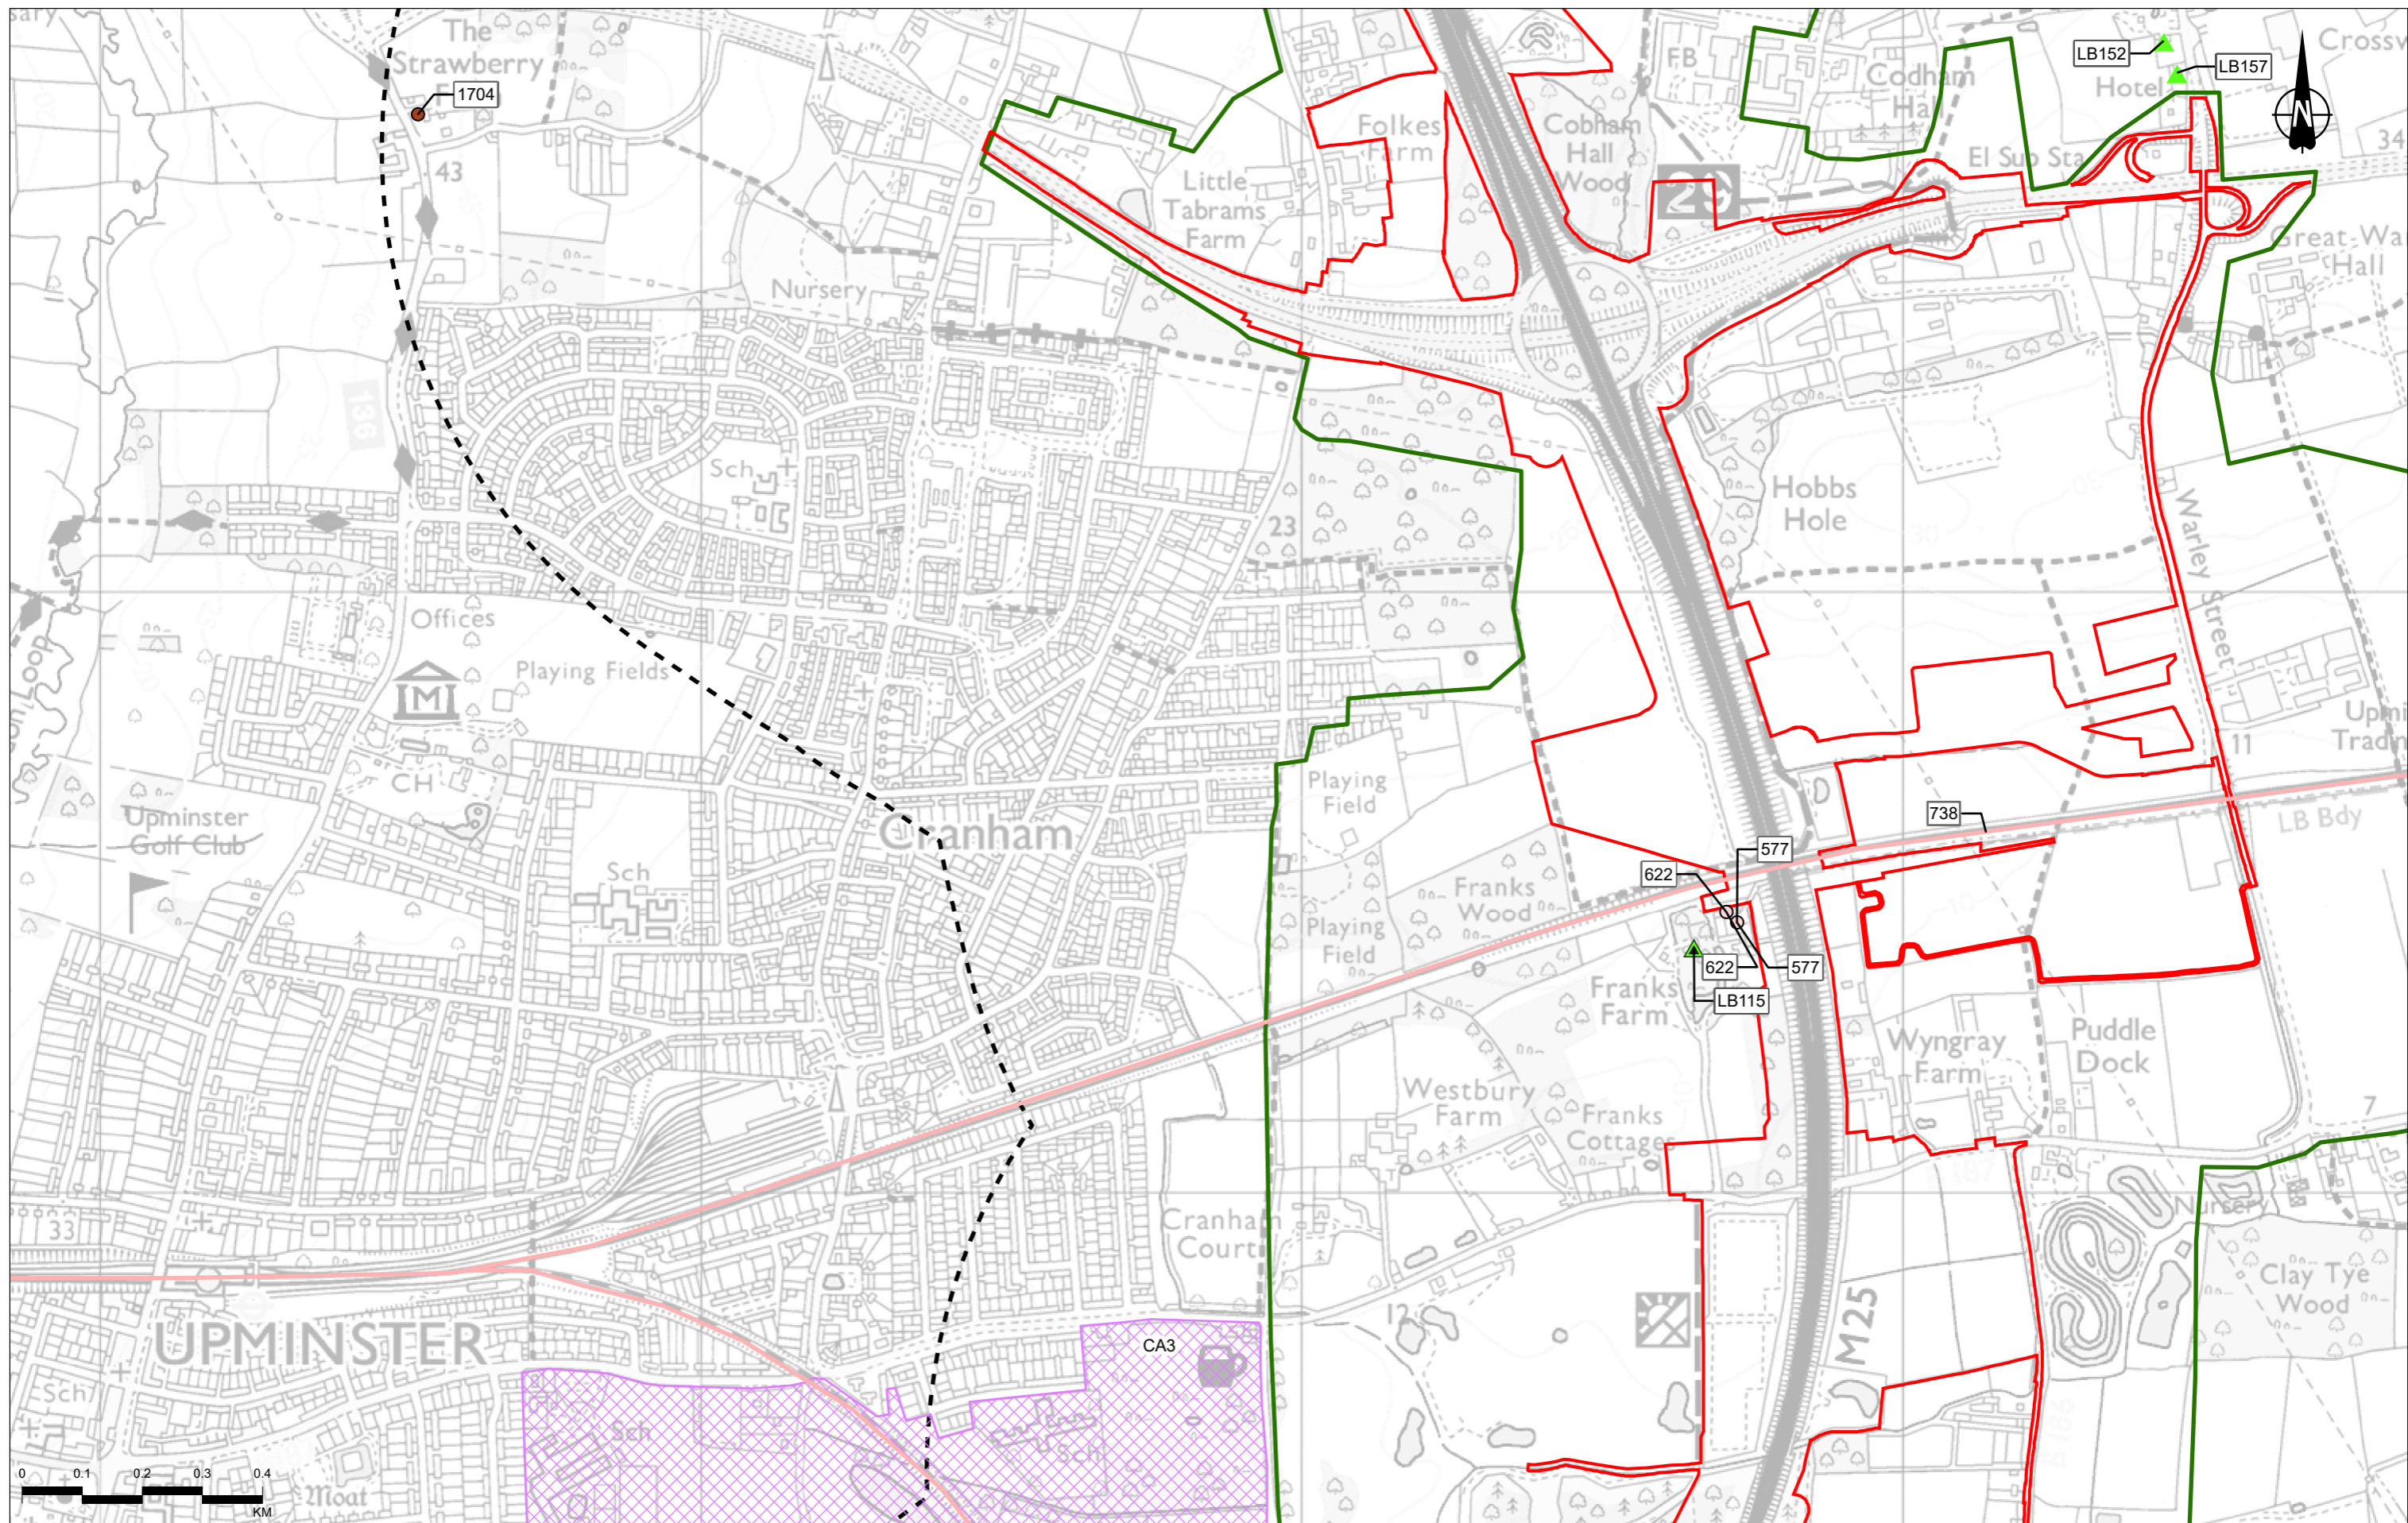 The
Strawberry
1704
43
FB
Codham
Hall
LB152
LB157
Hotel
N
Folkes
Farm
Cobham
Hall
Wood
29
El Sub Sta
34
Little
Tabrams
Farm
Nursery
Hall
136
Sch
23
Hobbs
Hole
Warley Street
Offices
Playing Fields
M
CH
Upminster
Golf Club
Cranham
Playing
Field
11
LB Bdy
738
577
622
Sch
Franks
Wood
Playing
Field
622
577
LB115
Franks
Farm
Wyngray
Farm
Puddle
Dock
Westbury
Farm
Franks
Cottages
7
Cranham
Court
Nursery
33
12
M25
Clay Tye
Wood
UPMINSTER
CA3
Sch
Sch
Sch
Moat
0 0.1 0.2 0.3 0.4
KM